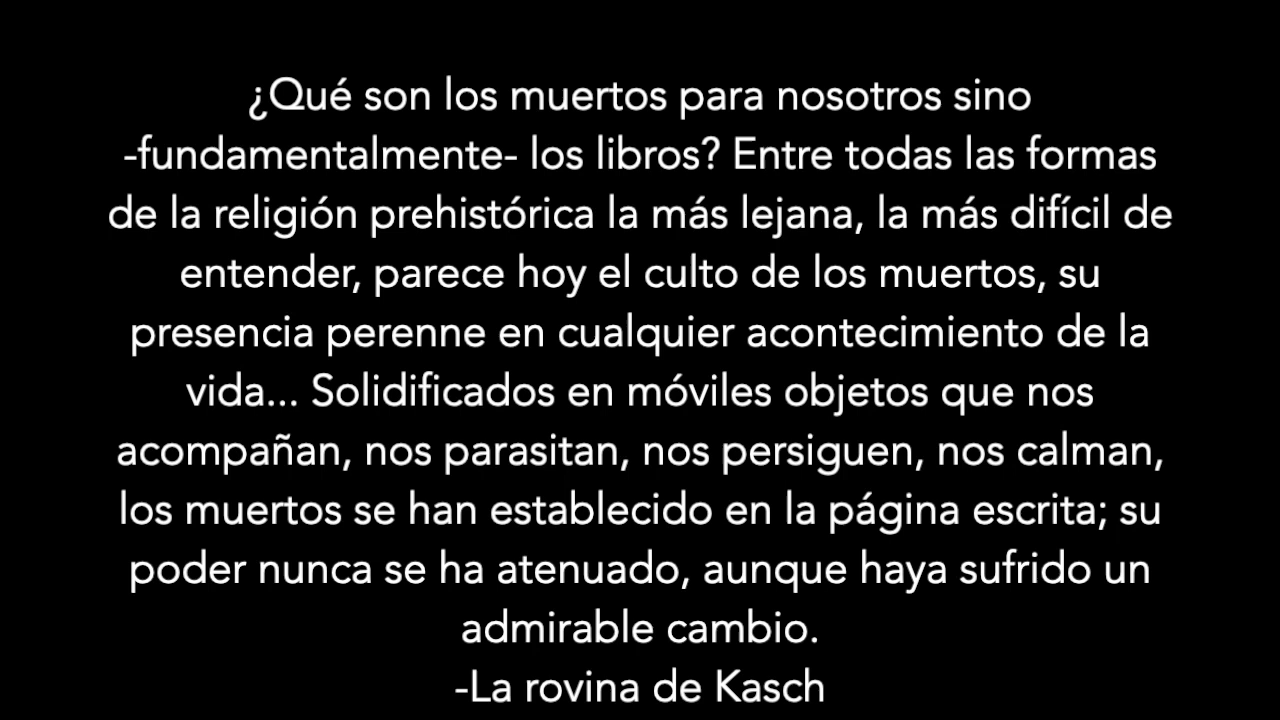 ¿Qué son los muertos para nosotros sino
-fundamentalmente- los libros? Entre todas las formas
de la religión prehistórica la más lejana, la más difícil de
entender, parece hoy el culto de los muertos, su
presencia perenne en cualquier acontecimiento de la
vida... Solidificados en móviles objetos que nos
acompañan, nos parasitan, nos persiguen, nos calman,
los muertos se han establecido en la página escrita; su
poder nunca se ha atenuado, aunque haya sufrido un
admirable cambio.
-La rovina de Kasch